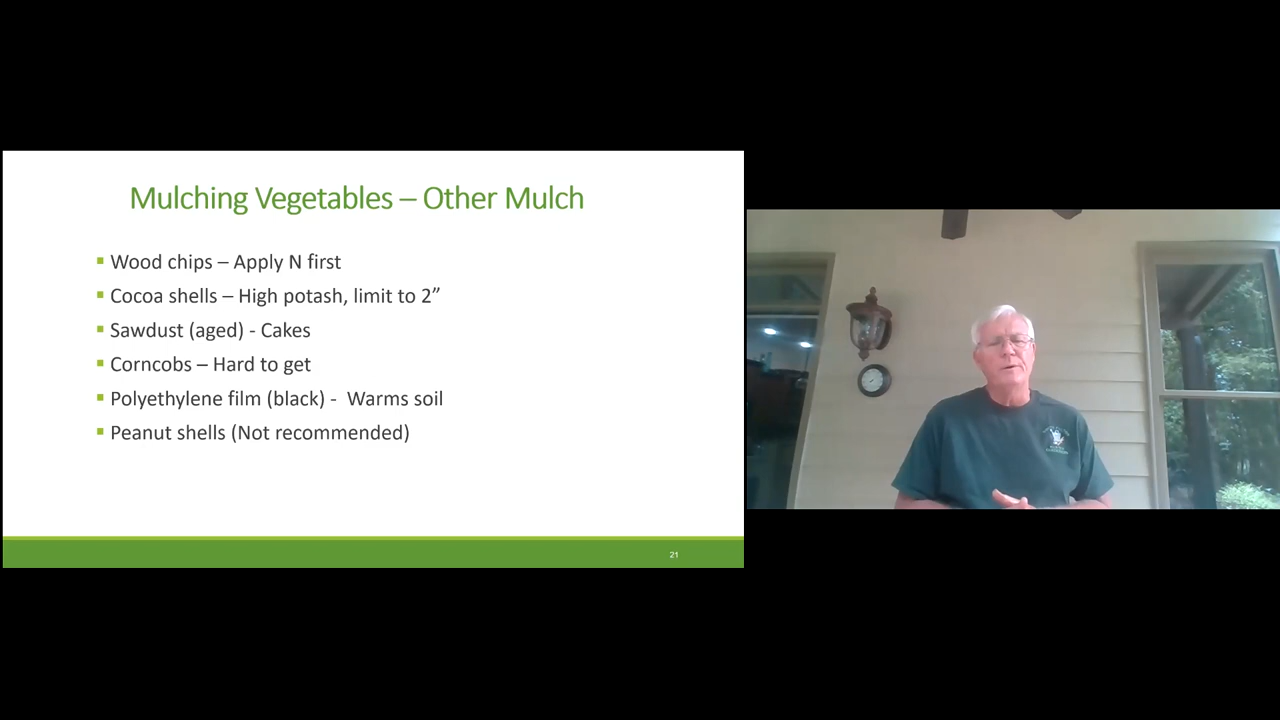 Mulching Vegetables – Other Mulch
Wood chips – Apply N first
Cocoa shells – High potash, limit to 2”
Sawdust (aged) - Cakes
Corncobs – Hard to get
Polyethylene film (black) - Warms soil
Peanut shells (Not recommended)
21